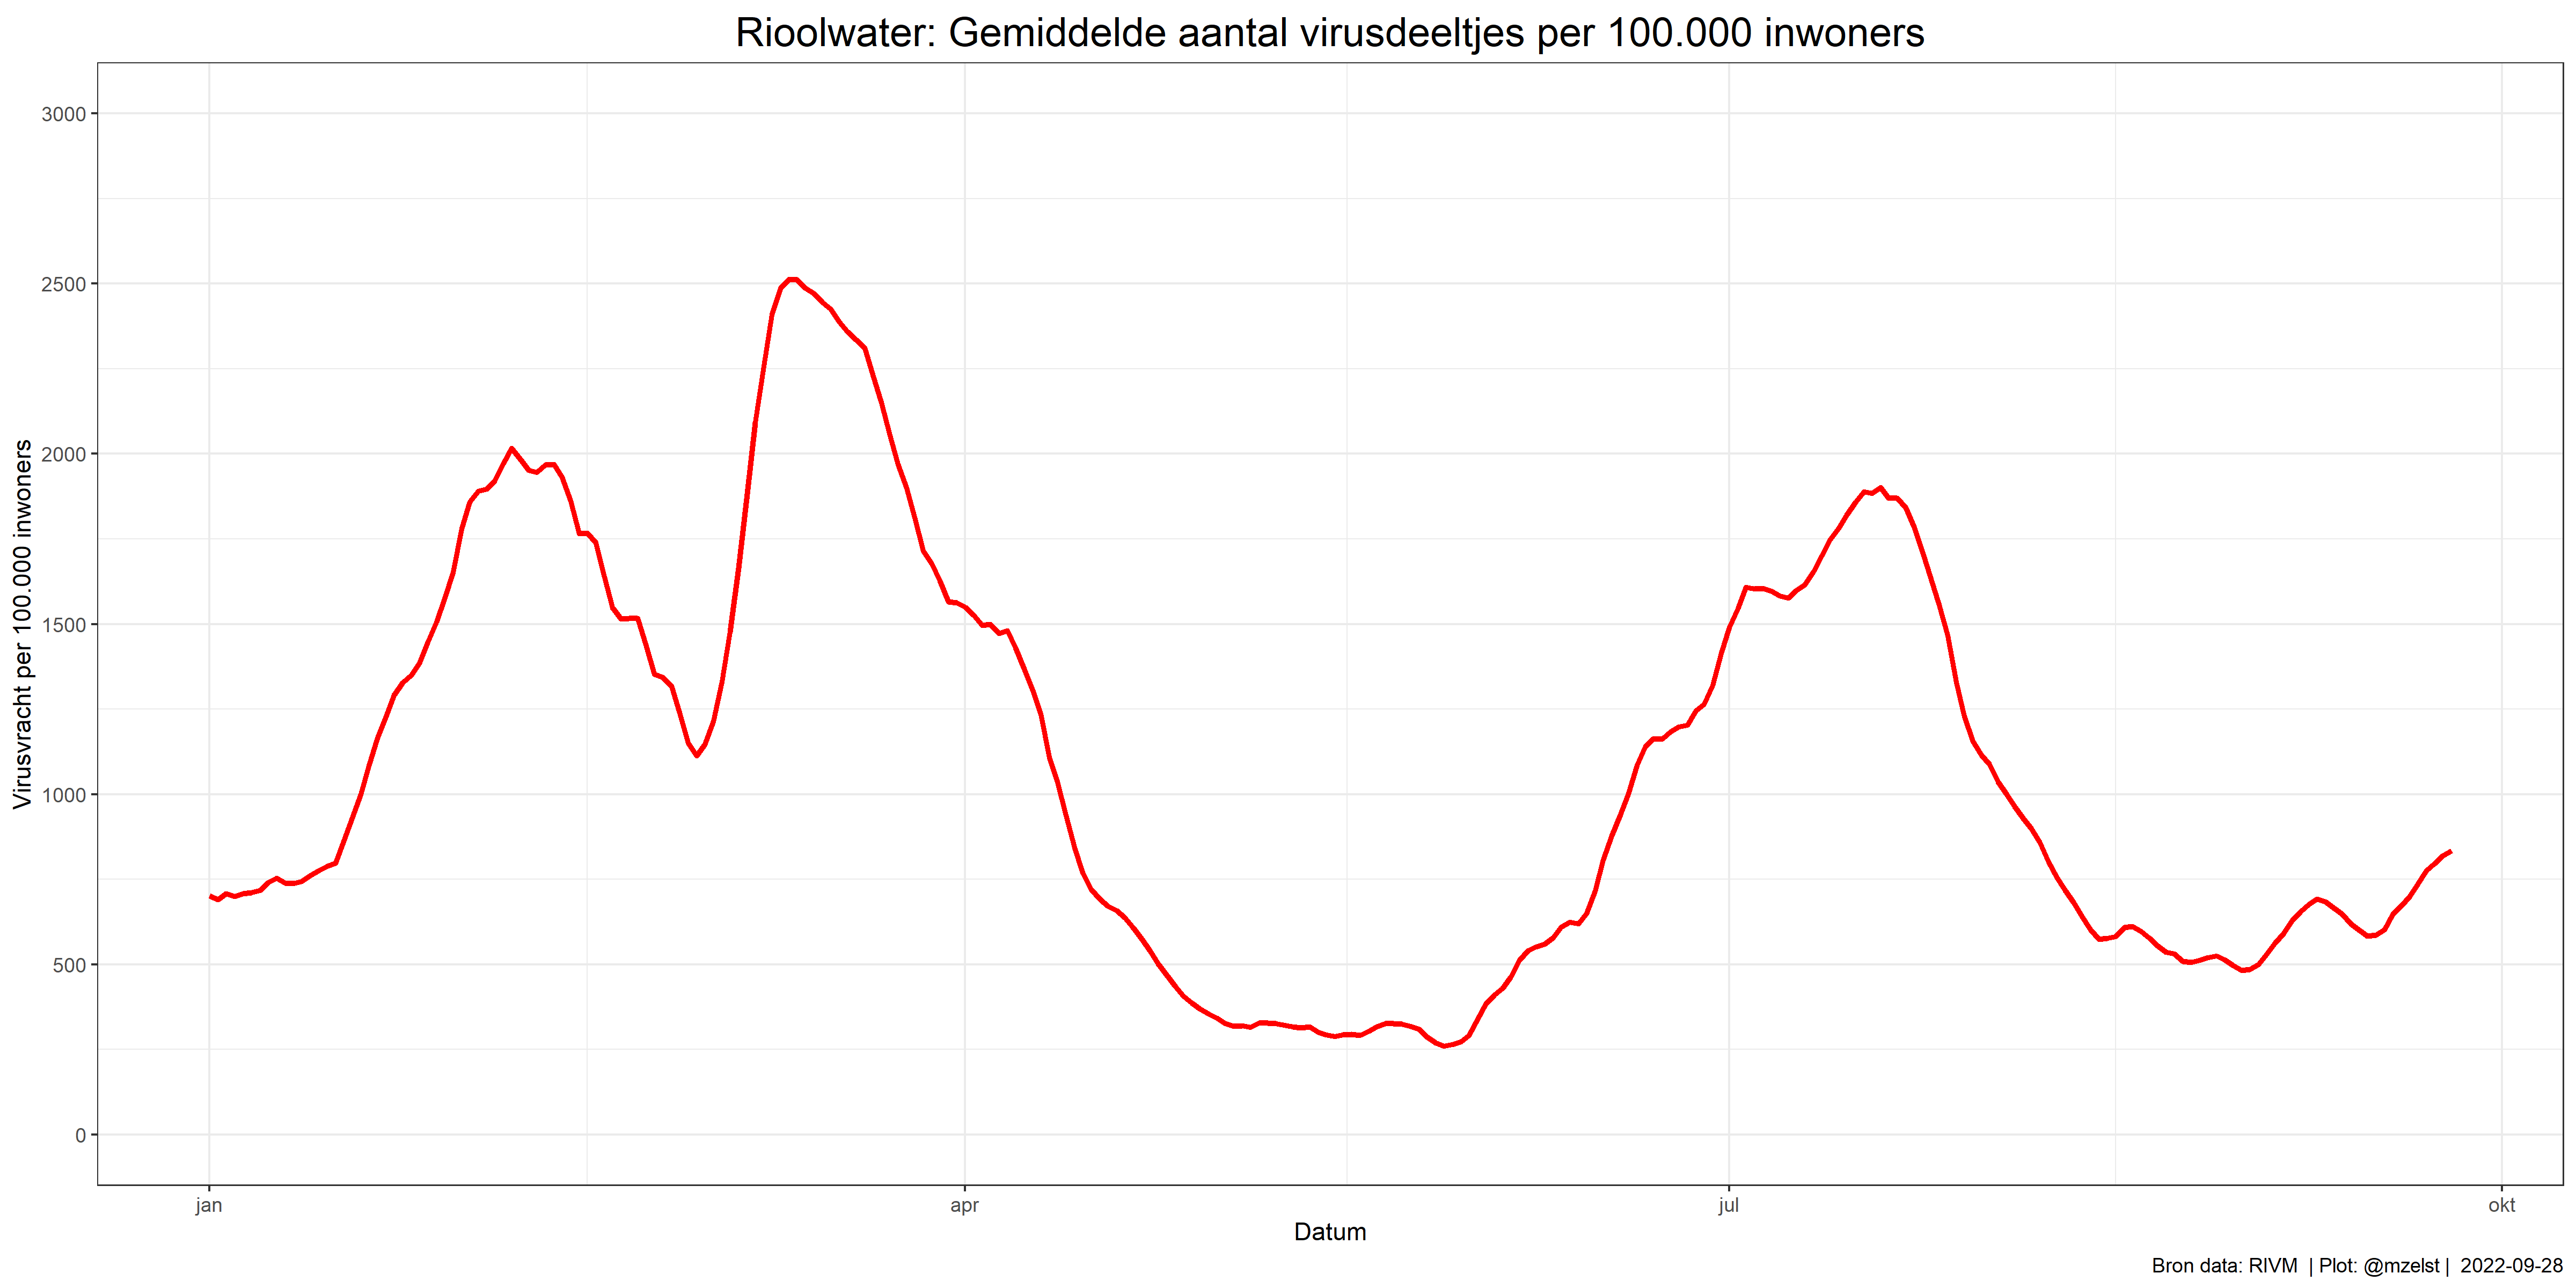 Rioolwater: Gemiddelde aantal virusdeeltjes per 100.000 inwoners
Virusvracht per 100.000 inwoners
3000
2500
2000
1500
1000
500
0
jan apr jul okt
Datum
Bron data: RIVM | Plot: @mzelst | 2022-09-28